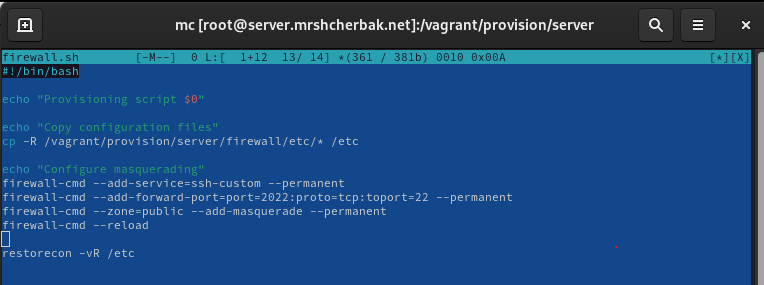 mc [root@server.mrshcherbak.net]:/vagrant/provision/server
firewall.sh [-M--] 0 L:[ 1+12 13/ 14] *(361 / 381b) 0010 0x00A [*][X]
#!/bin/bash
echo "Provisioning script $0"
echo "Copy configuration files"
cp -R /vagrant/provision/server/firewall/etc/* /etc
echo "Configure masquerading"
firewall-cmd --add-service=ssh-custom --permanent
firewall-cmd --add-forward-port=port=2022:proto=tcp:toport=22 --permanent
firewall-cmd --zone=public --add-masquerade --permanent
firewall-cmd --reload
restorecon -vR /etc